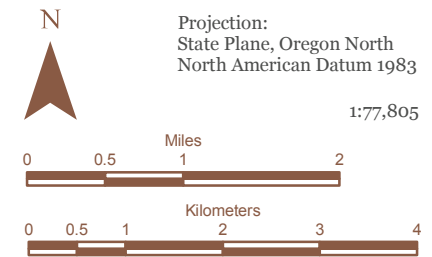 N
Projection:
State Plane, Oregon North
North American Datum 1983
1:77,805
Miles
0 0.5 1 2
Kilometers
0 0.5 1 2 3 4